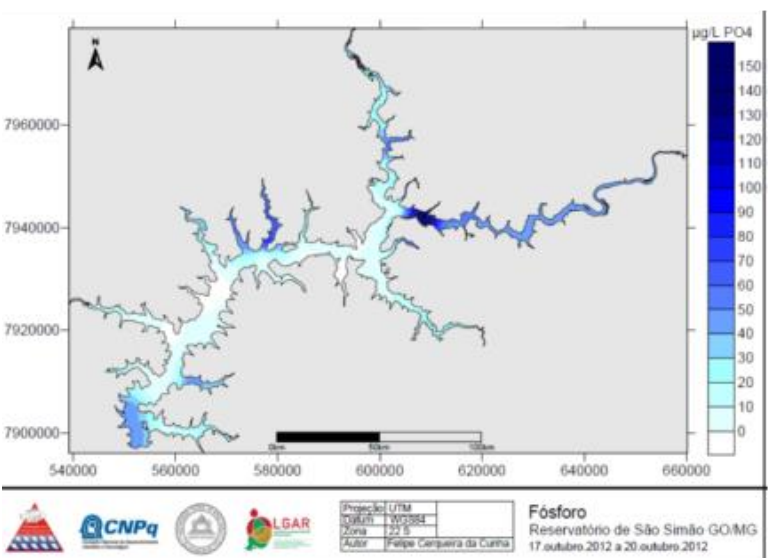 µg/L PO4
N
150
140
130
120
110
100
90
80
70
60
50
40
30
20
10
0
7960000
7940000
7920000
7900000
0km 50km 100km
540000 560000 580000 600000 620000 640000 660000
CNPq
LGAR
Projeção UTM
Datum WGS84
Zona 22 S
Autor Felipe Cerqueira da Cunha
Fósforo
Reservatório de São Simão GO/MG
17.outubro.2012 a 20.outubro.2012